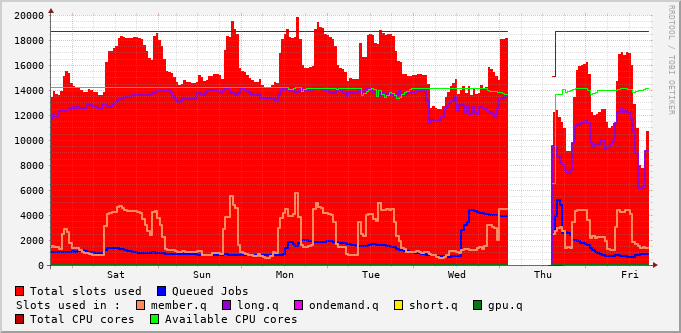 20000
18000
16000
14000
12000
10000
8000
6000
4000
2000
0
Sat Sun Mon Tue Wed Thu Fri
RRDTOOL / TOBI OETIKER
Total slots used Queued Jobs
Slots used in : member.q long.q ondemand.q short.q gpu.q
Total CPU cores Available CPU cores